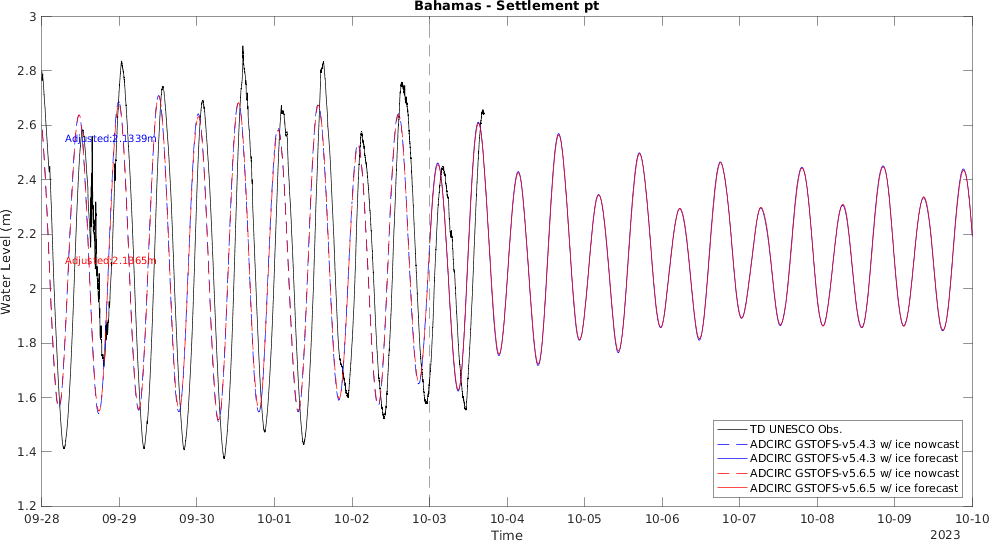 Bahamas - Settlement pt
Water Level (m)
3
2.8
2.6
2.4
2.2
2
1.8
1.6
1.4
1.2
Adjusted:2.1339m
Adjusted:2.1365m
TD UNESCO Obs.
ADCIRC GSTOFS-v5.4.3 w/ ice nowcast
ADCIRC GSTOFS-v5.4.3 w/ ice forecast
ADCIRC GSTOFS-v5.6.5 w/ ice nowcast
ADCIRC GSTOFS-v5.6.5 w/ ice forecast
09-28 09-29 09-30 10-01 10-02 10-03 10-04 10-05 10-06 10-07 10-08 10-09 10-10
Time
2023